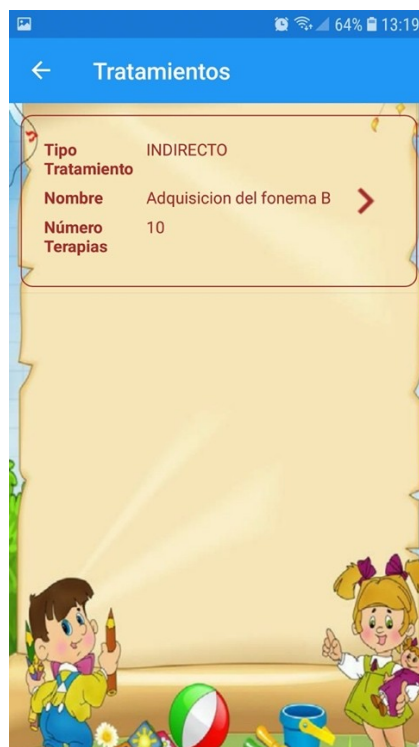 64% 13:19
Tratamientos
Tipo INDIRECTO
Tratamiento
Nombre Adquisicion del fonema B
Número 10
Terapias